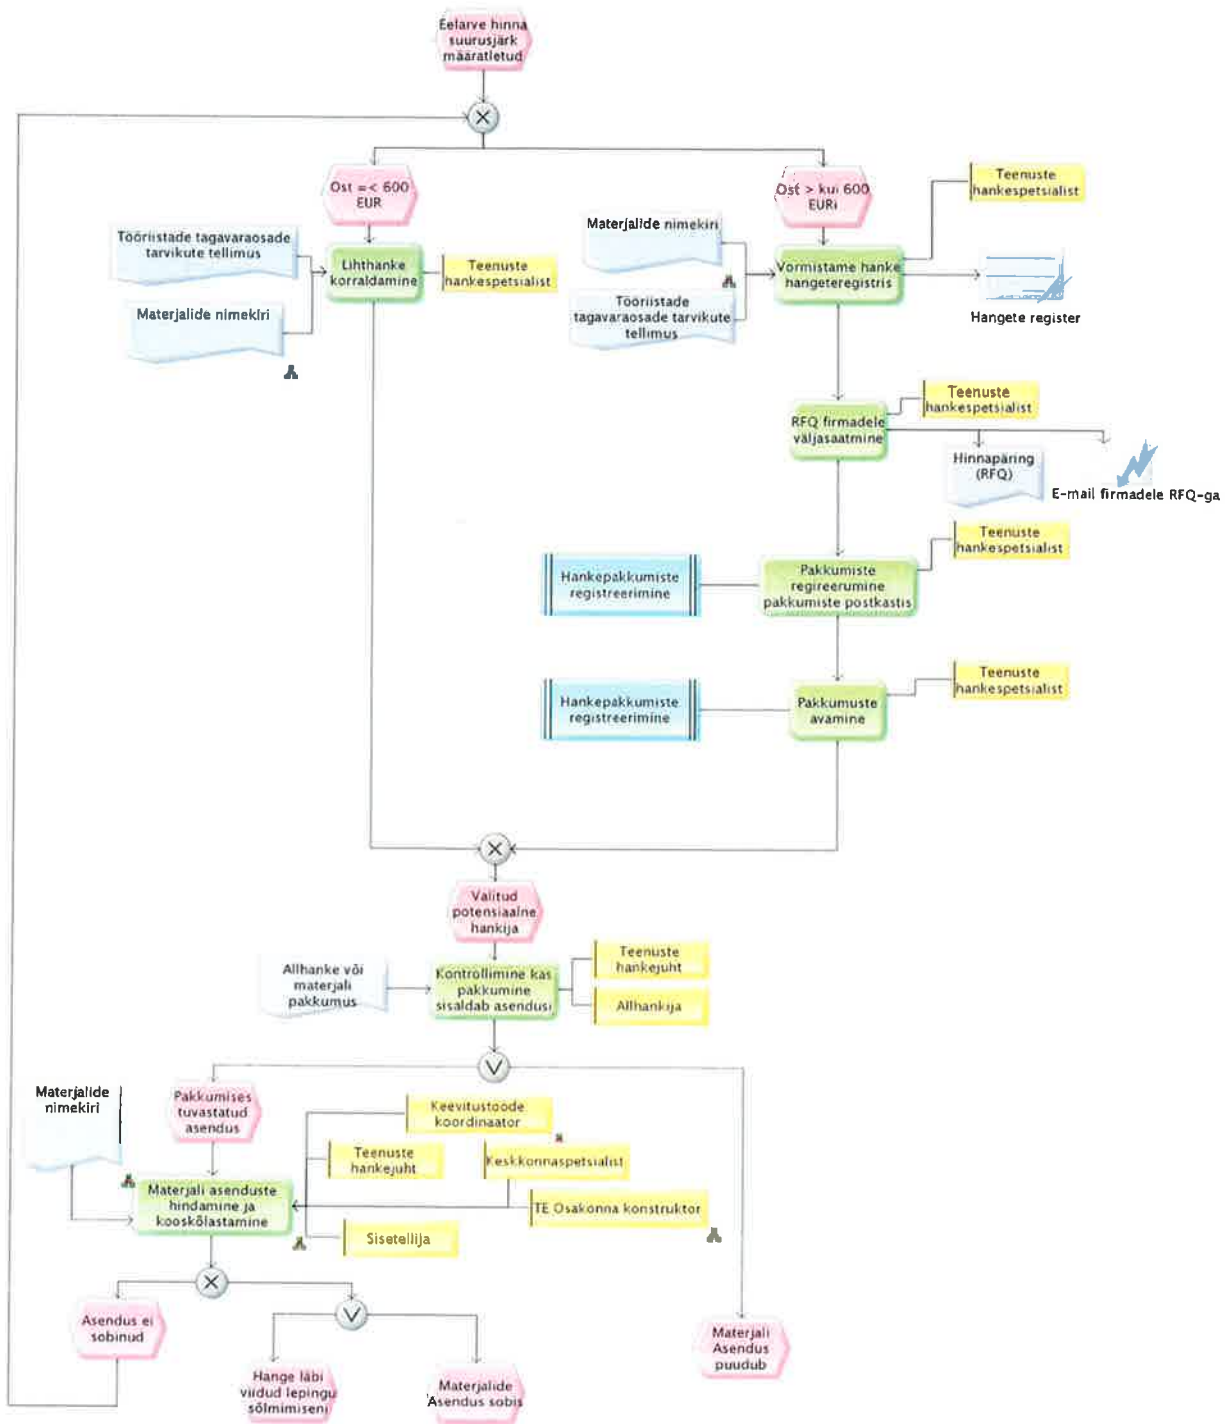 Eelarve hinna
suurusjärk
määratletud
Ost =< 600
EUR
Ost > kui 600
EURi
Teenuste
hankespetsialist
Tööriistade tagavaraosade
tarvikute tellimus
Lihthanke
korraldamine
Teenuste
hankespetsialist
Materjalide nimekiri
Materjalide nimekiri
Vormistame hanke
hangeteregistris
Tööriistade
tagavaraosade tarvikute
tellimus
Hangete register
RFQ firmadele
väljasaatmine
Teenuste
hankespetsialist
Hinnapäring
(RFQ)
E-mail firmadele RFQ-ga
Teenuste
hankespetsialist
Hankepakkumiste
registreerimine
Pakkumiste
regireerumine
pakkumiste postkastis
Teenuste
hankespetsialist
Hankepakkumiste
registreerimine
Pakkumuste
avamine
Valitud
potensiaalne
hankija
Allhanke või
materjali
pakkumus
Kontrollimine kas
pakkumine
sisaldab asendusi
Teenuste
hankejuht
Allhankija
Materjalide
nimekiri
Pakkumises
tuvastatud
asendus
Keevitustööde
koordinaator
Teenuste
hankejuht
Keskkonnaspetsialist
Materjali asenduste
hindamine ja
kooskõlastamine
TE Osakonna konstruktor
Sisetellija
Asendus ei
sobinud
Hange läbi
viidud lepingu
sõlmimiseni
Materjalide
Asendus sobis
Materjali
Asendus
puudub